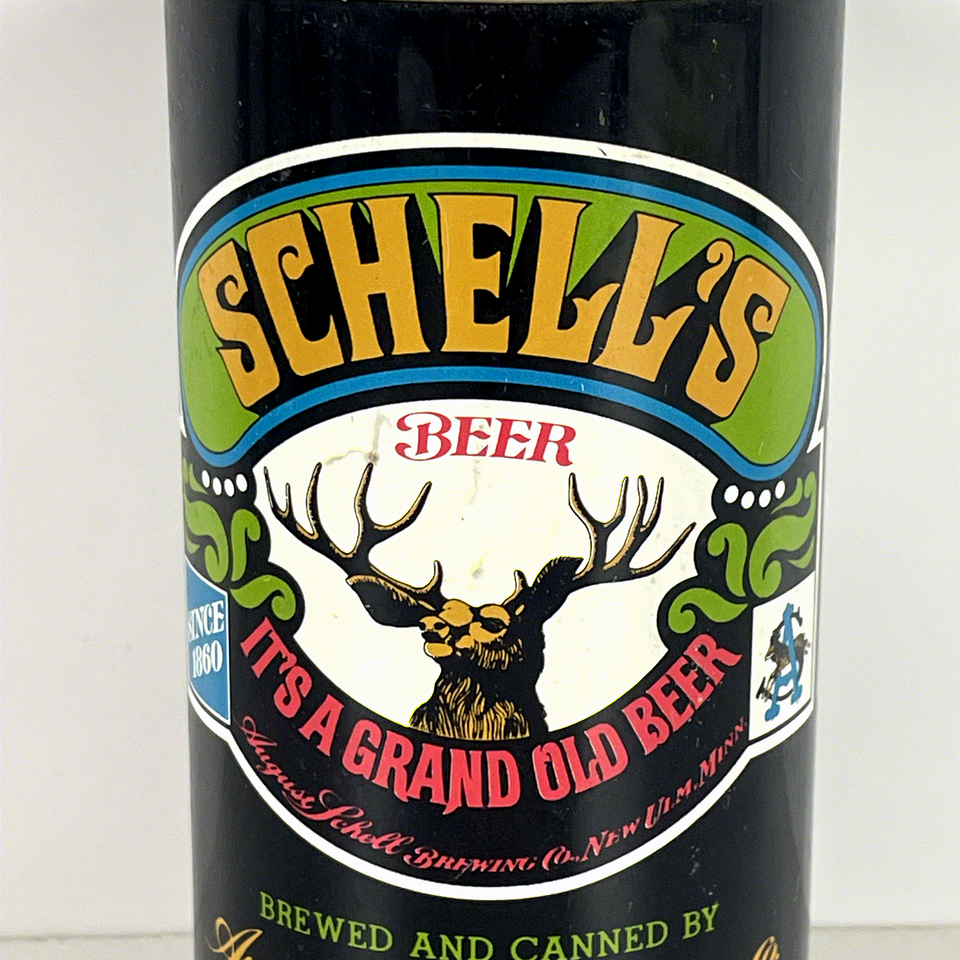 SCHELL'S
BEER
SINCE
1860
IT'S A GRAND OLD BEER
August Schell BREWING CO., NEW ULM, MINN.
BREWED AND CANNED BY